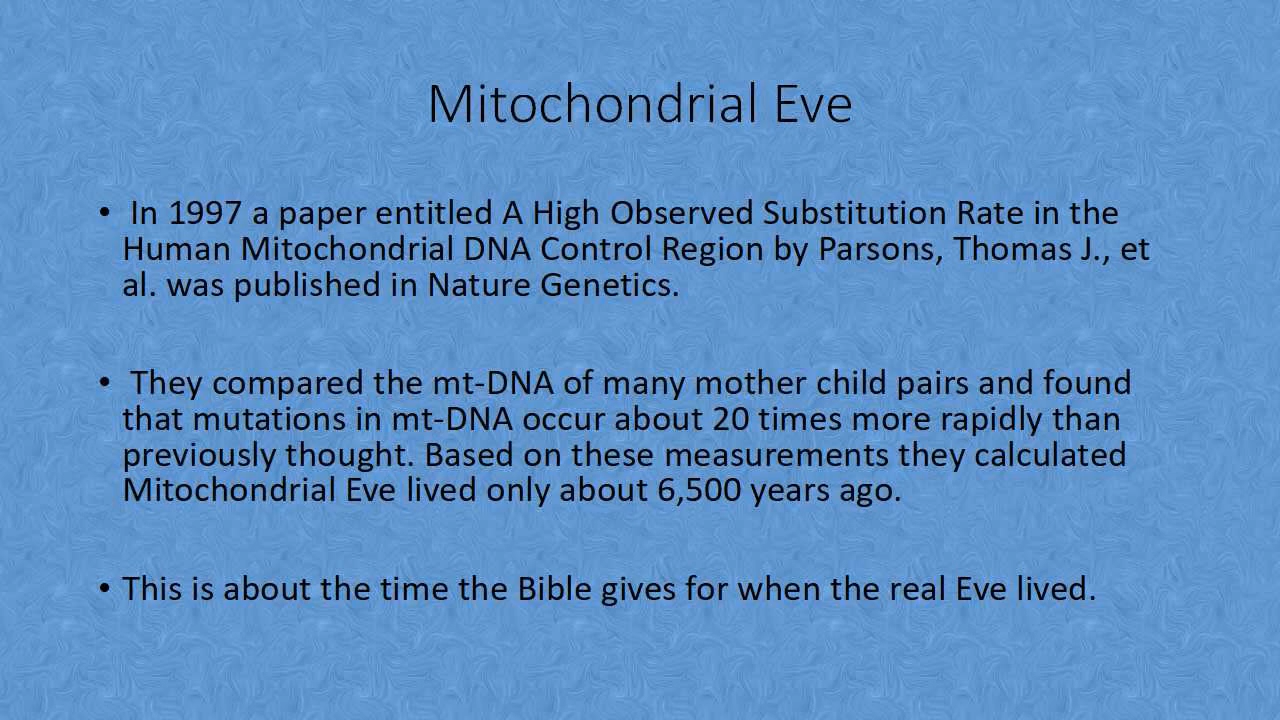 Mitochondrial Eve
• In 1997 a paper entitled A High Observed Substitution Rate in the
Human Mitochondrial DNA Control Region by Parsons, Thomas J., et
al. was published in Nature Genetics.
• They compared the mt-DNA of many mother child pairs and found
that mutations in mt-DNA occur about 20 times more rapidly than
previously thought. Based on these measurements they calculated
Mitochondrial Eve lived only about 6,500 years ago.
• This is about the time the Bible gives for when the real Eve lived.